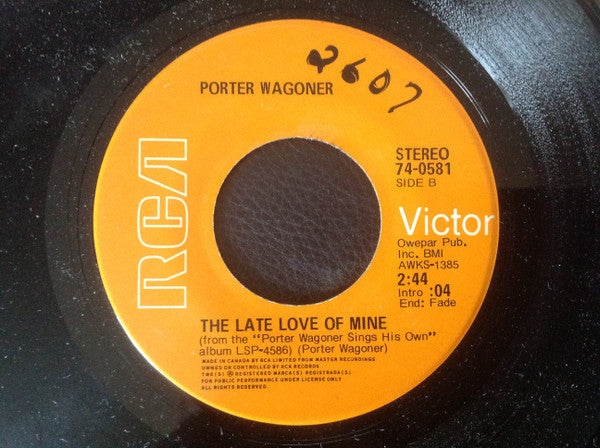 2607
PORTER WAGONER
RCA
STEREO
74-0581
SIDE B
Victor
Owepar Pub.
Inc. BMI
AWKS-1385
2:44
Intro :04
End: Fade
THE LATE LOVE OF MINE
(from the "Porter Wagoner Sings His Own"
album LSP-4586) (Porter Wagoner)
MADE IN CANADA BY RCA LIMITED FROM MASTER RECORDINGS
OWNED OR CONTROLLED BY RCA RECORDS
TMK(S) ® REGISTERED MARCA(S) REGISTRADA(S)
FOR PUBLIC PERFORMANCE UNDER LICENSE ONLY
ALL RIGHTS RESERVED